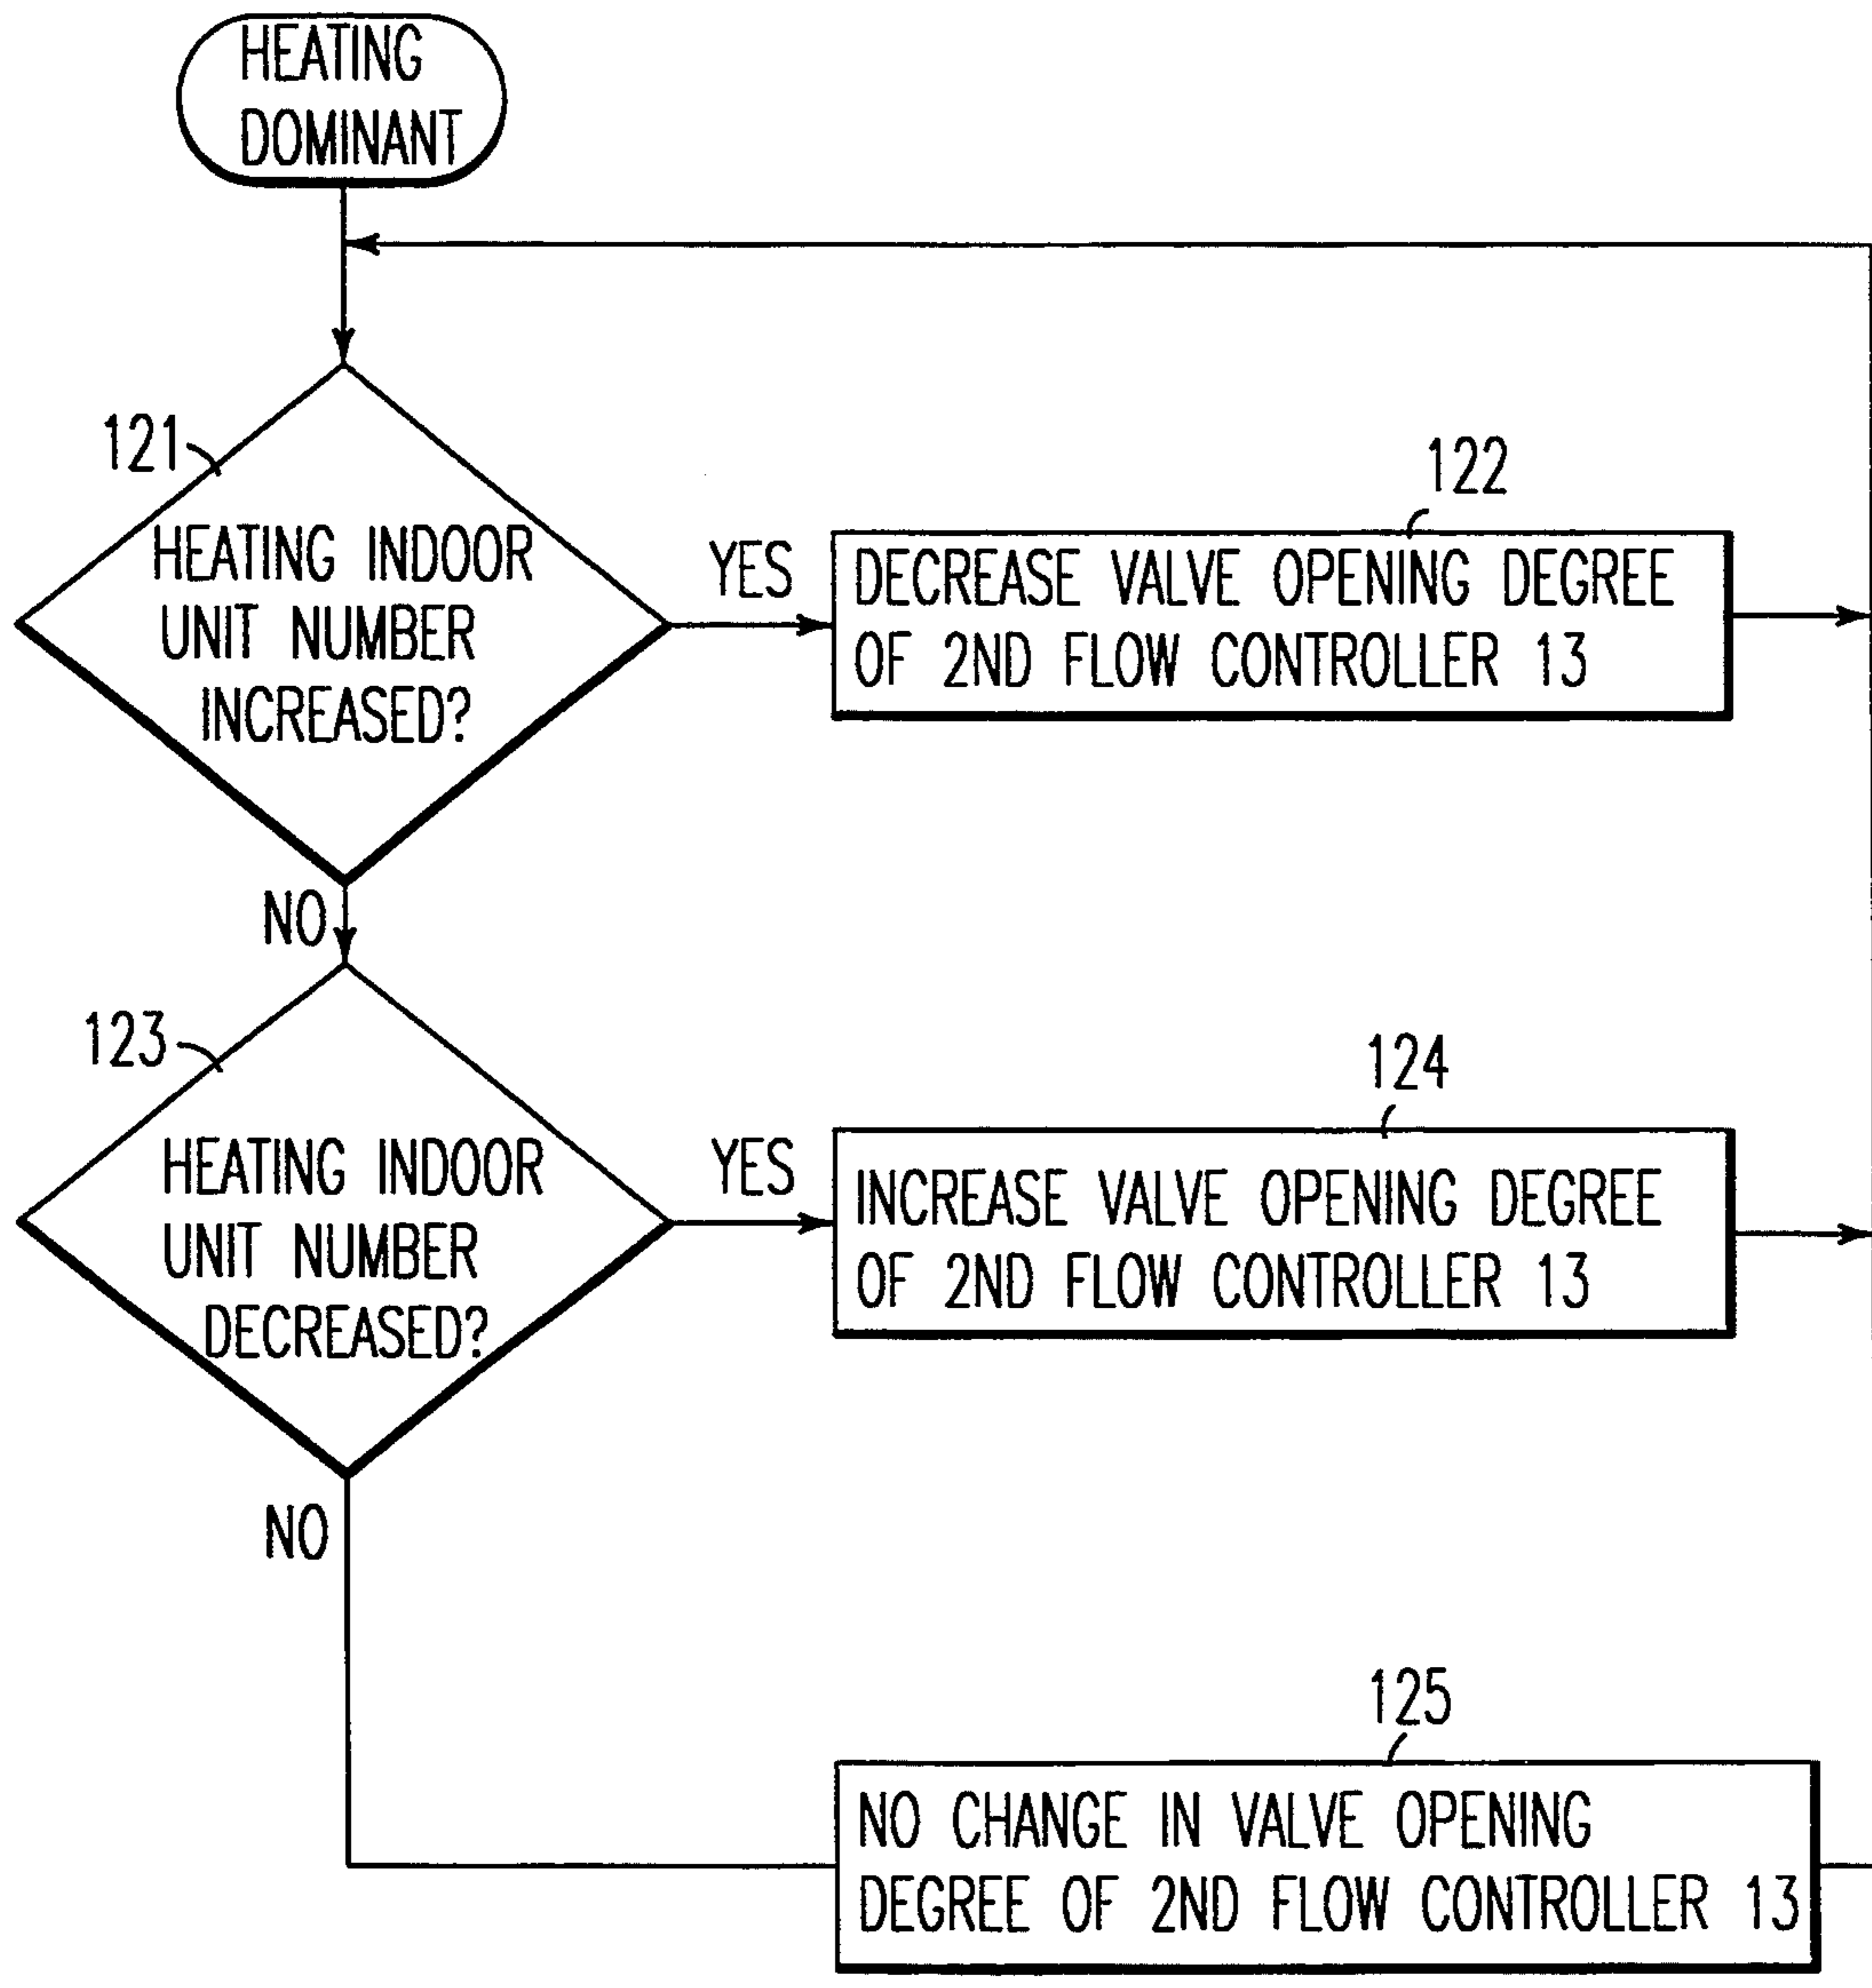 HEATING
DOMINANT
121
HEATING INDOOR
UNIT NUMBER
INCREASED?
YES
122
DECREASE VALVE OPENING DEGREE
OF 2ND FLOW CONTROLLER 13
NO
123
HEATING INDOOR
UNIT NUMBER
DECREASED?
YES
124
INCREASE VALVE OPENING DEGREE
OF 2ND FLOW CONTROLLER 13
NO
125
NO CHANGE IN VALVE OPENING
DEGREE OF 2ND FLOW CONTROLLER 13